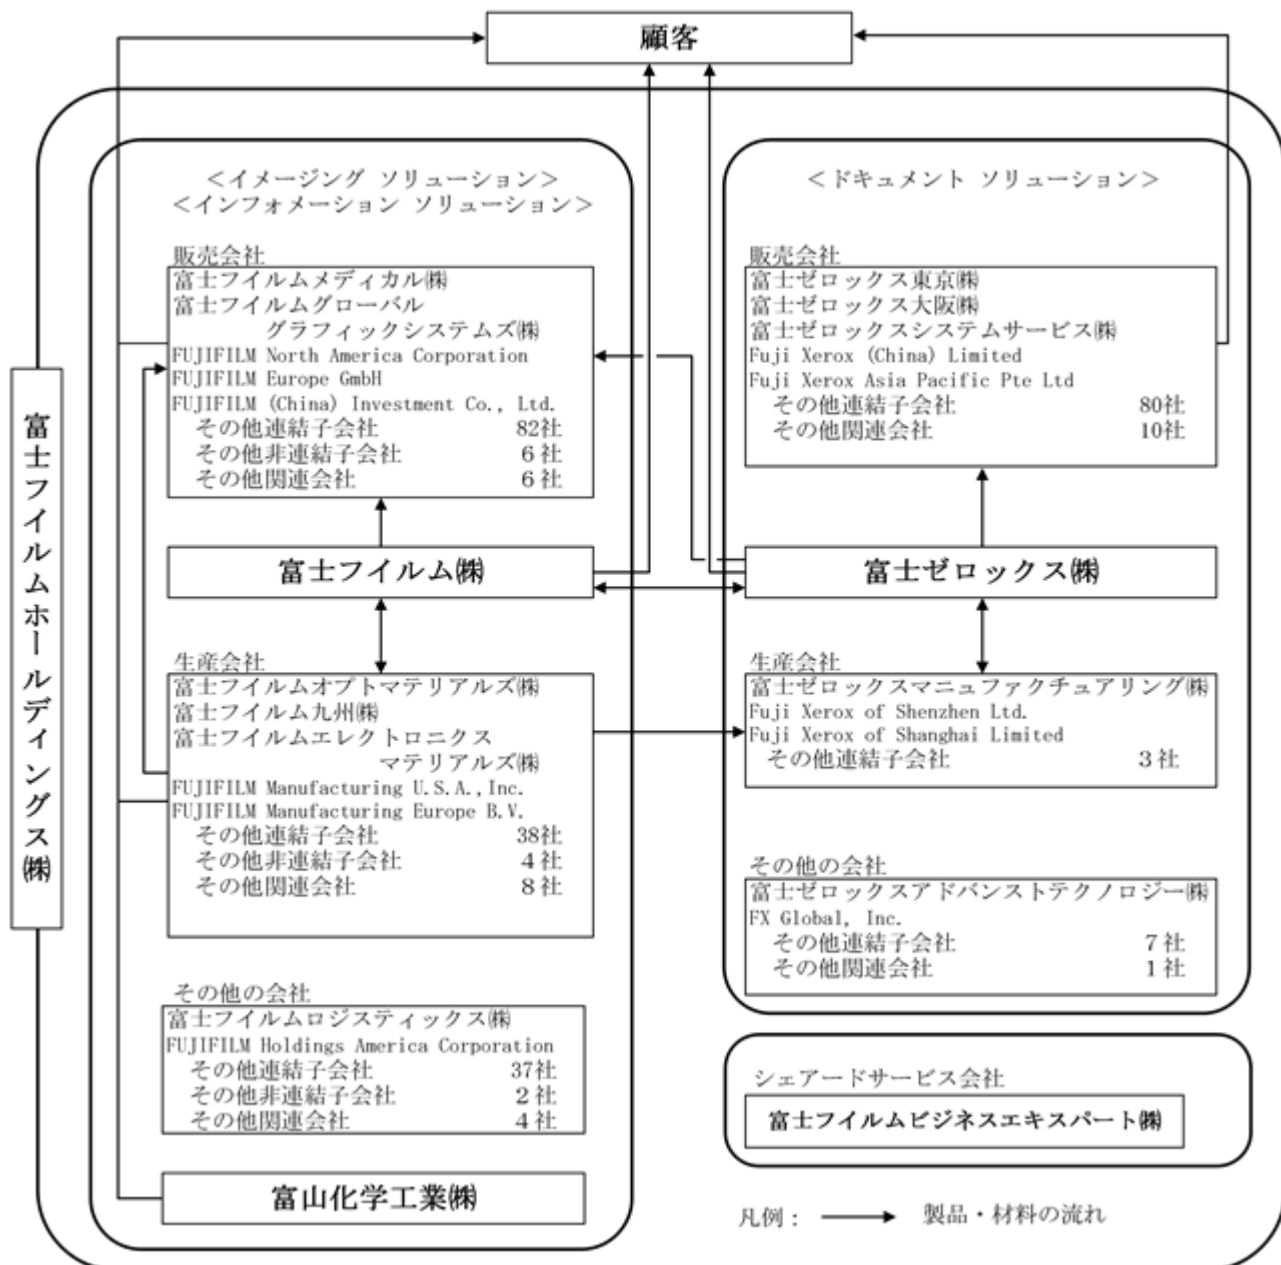 顧客
富士フイルムホールディングス㈱
＜イメージング ソリューション＞
＜インフォメーション ソリューション＞
販売会社
富士フイルムメディカル㈱
富士フイルムグローバル
グラフィックシステムズ㈱
FUJIFILM North America Corporation
FUJIFILM Europe GmbH
FUJIFILM (China) Investment Co., Ltd.
その他連結子会社 82社
その他非連結子会社 6社
その他関連会社 6社
富士フイルム㈱
生産会社
富士フイルムオプトマテリアルズ㈱
富士フイルム九州㈱
富士フイルムエレクトロニクス
マテリアルズ㈱
FUJIFILM Manufacturing U.S.A.,Inc.
FUJIFILM Manufacturing Europe B.V.
その他連結子会社 38社
その他非連結子会社 4社
その他関連会社 8社
その他の会社
富士フイルムロジスティックス㈱
FUJIFILM Holdings America Corporation
その他連結子会社 37社
その他非連結子会社 2社
その他関連会社 4社
富山化学工業㈱
＜ドキュメント ソリューション＞
販売会社
富士ゼロックス東京㈱
富士ゼロックス大阪㈱
富士ゼロックスシステムサービス㈱
Fuji Xerox (China) Limited
Fuji Xerox Asia Pacific Pte Ltd
その他連結子会社 80社
その他関連会社 10社
富士ゼロックス㈱
生産会社
富士ゼロックスマニュファクチュアリング㈱
Fuji Xerox of Shenzhen Ltd.
Fuji Xerox of Shanghai Limited
その他連結子会社 3社
その他の会社
富士ゼロックスアドバンストテクノロジー㈱
FX Global, Inc.
その他連結子会社 7社
その他関連会社 1社
シェアードサービス会社
富士フイルムビジネスエキスパート㈱
凡例： 製品・材料の流れ